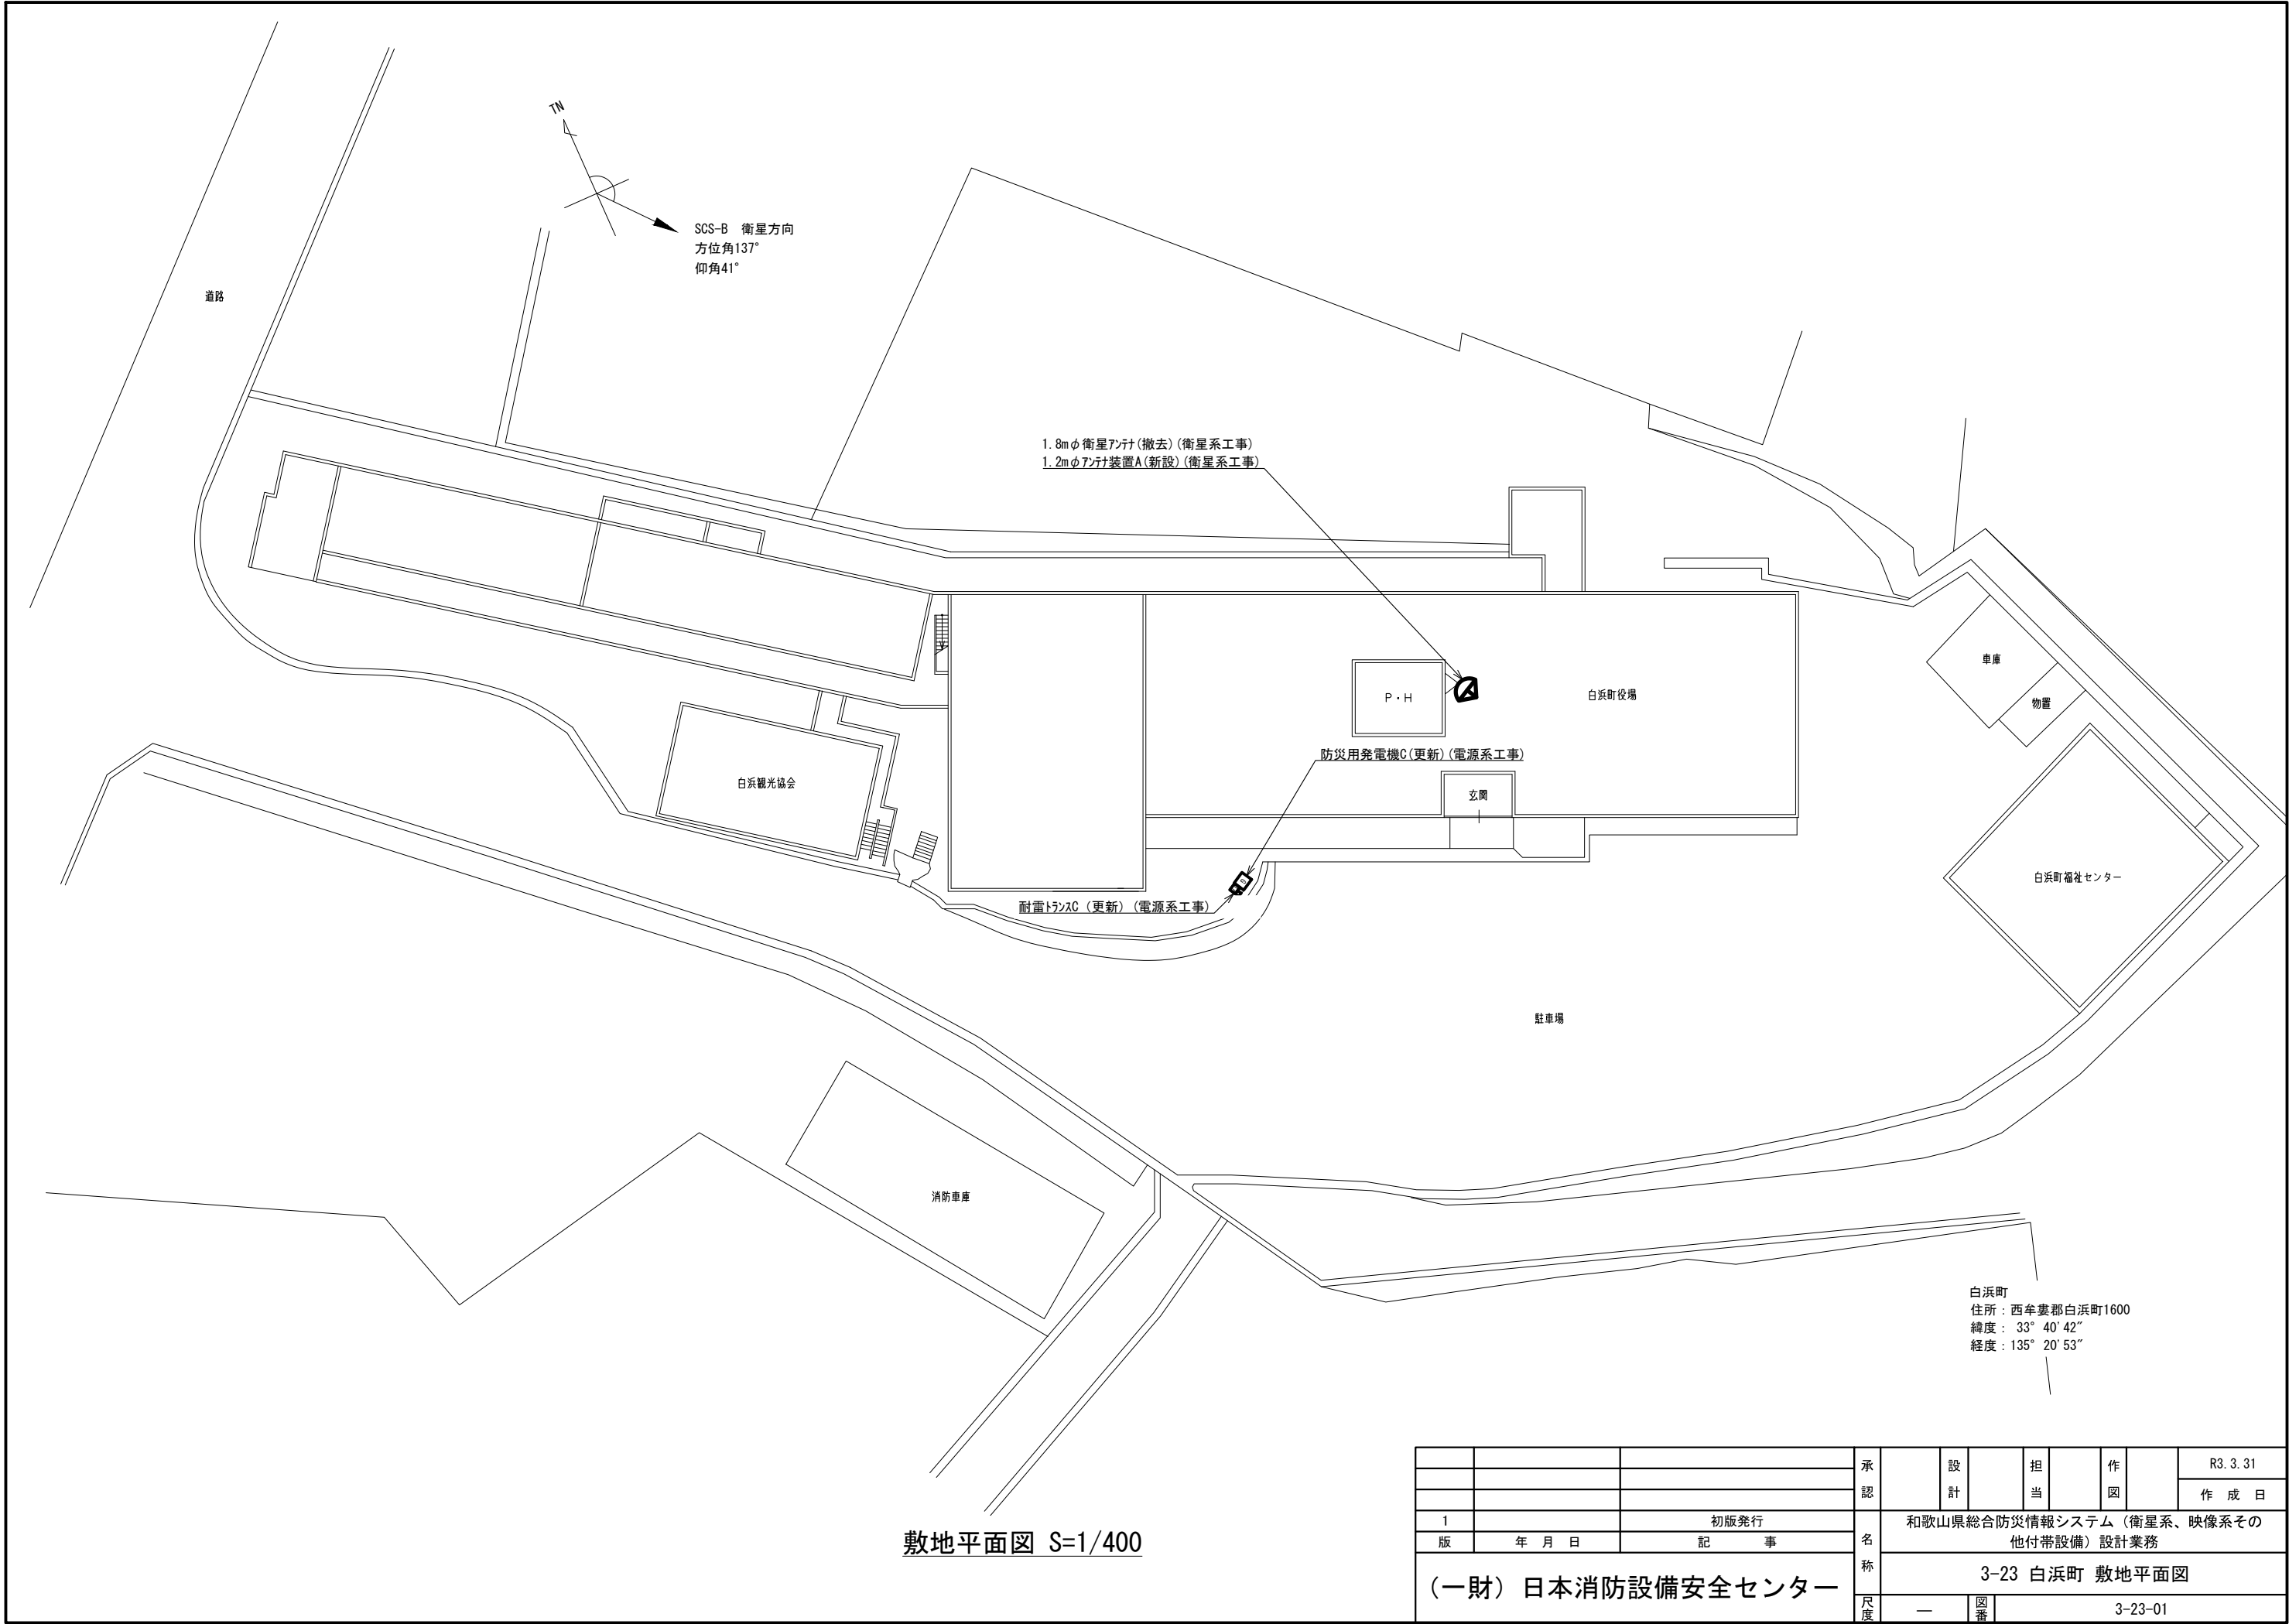 TN
SCS-B 衛星方向
方位角137°
仰角41°
道路
1.8mφ衛星ｱﾝﾃﾅ(撤去)(衛星系工事)
1.2mφｱﾝﾃﾅ装置A(新設)(衛星系工事)
P・H
白浜町役場
車庫
物置
防災用発電機C(更新)(電源系工事)
白浜観光協会
玄関
白浜町福祉センター
耐雷ﾄﾗﾝｽC（更新）(電源系工事)
駐車場
消防車庫
白浜町
住所：西牟婁郡白浜町1600
緯度： 33°40'42″
経度：135°20'53″
敷地平面図 S=1/400
承認
設計
担当
作図
R3.3.31
作 成 日
1
初版発行
版
年 月 日
記 事
名称
和歌山県総合防災情報システム（衛星系、映像系その
他付帯設備）設計業務
（一財）日本消防設備安全センター
3-23 白浜町 敷地平面図
尺度
―
図番
3-23-01